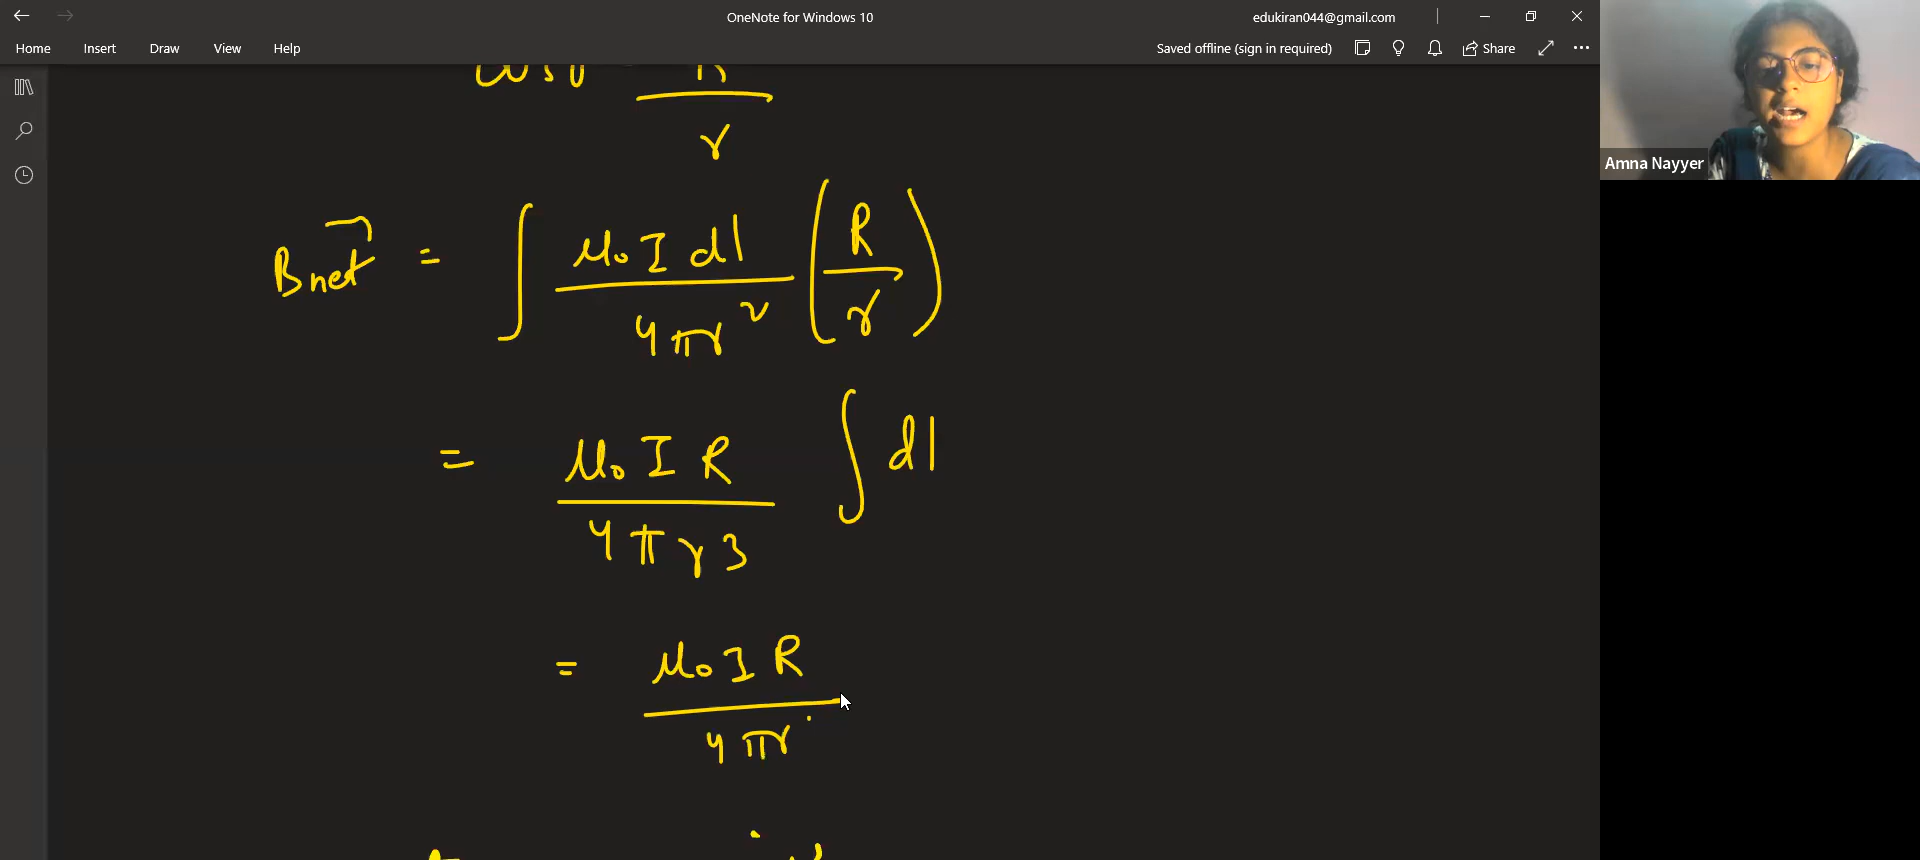 OneNote for Windows 10
edukiran044@gmail.com
Home Insert Draw View Help
Saved offline (sign in required) Share
Amna Nayyer
r
B⃗net = ∫ μ₀ I dl / 4πr² (R / r)
= μ₀ I R / 4πr3 ∫ dl
= μ₀ I R / 4πr